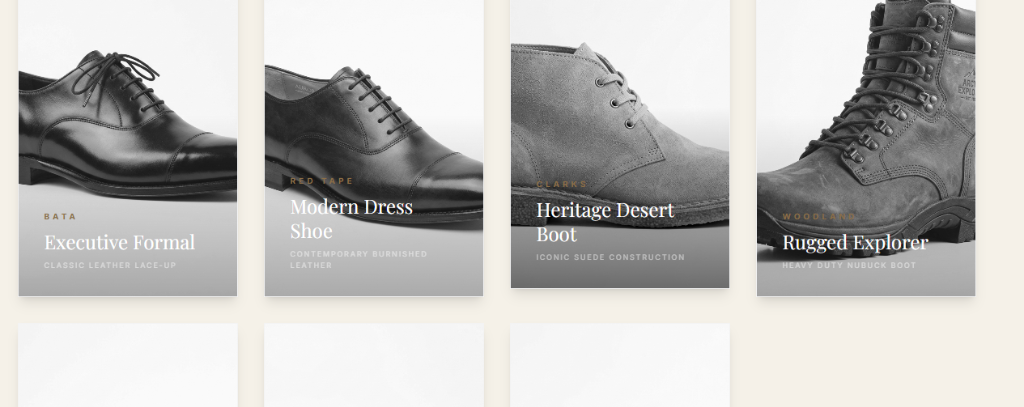 BATA
Executive Formal
CLASSIC LEATHER LACE-UP
RED TAPE
Modern Dress
Shoe
CONTEMPORARY BURNISHED
LEATHER
CLARKS
Heritage Desert
Boot
ICONIC SUEDE CONSTRUCTION
WOODLAND
Rugged Explorer
HEAVY DUTY NUBUCK BOOT